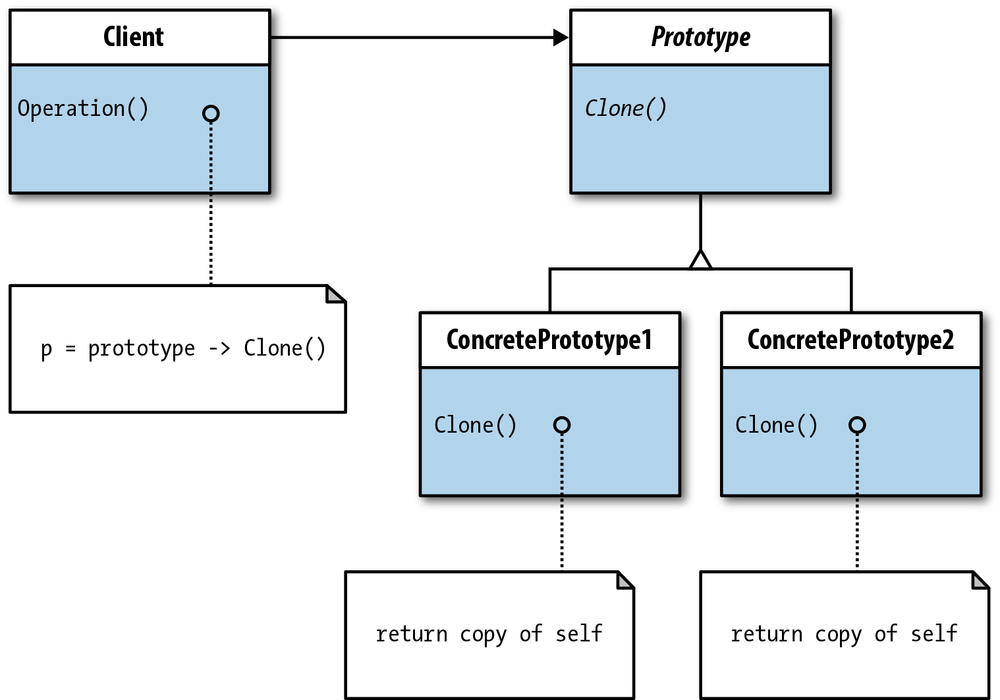 Client
Prototype
Operation()
Clone()
p = prototype -> Clone()
ConcretePrototype1
ConcretePrototype2
Clone()
Clone()
return copy of self
return copy of self